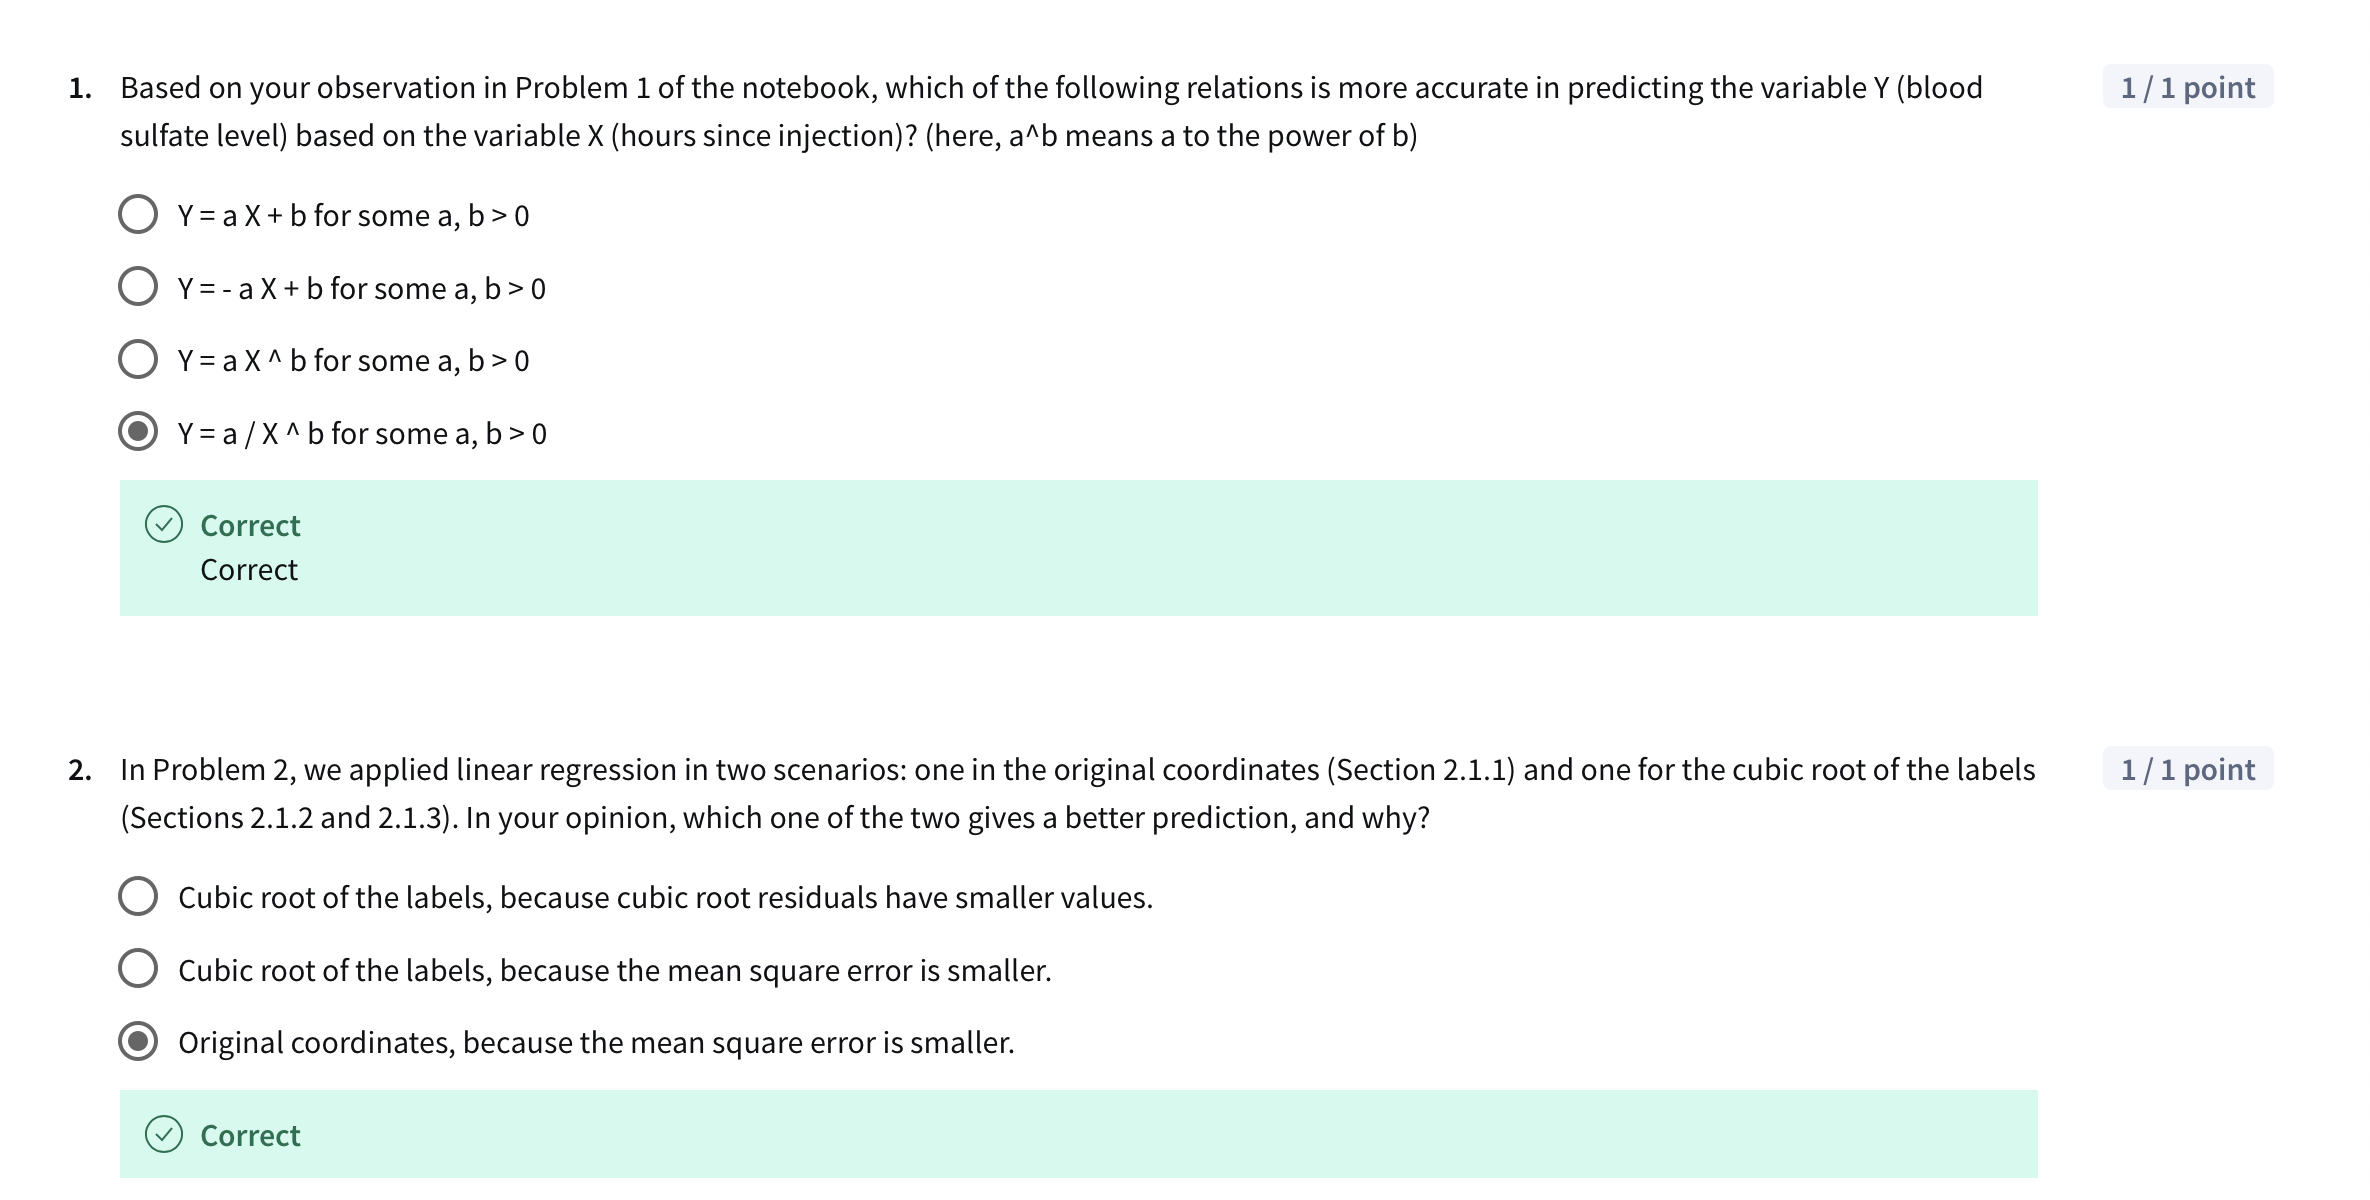 1. Based on your observation in Problem 1 of the notebook, which of the following relations is more accurate in predicting the variable Y (blood
sulfate level) based on the variable X (hours since injection)? (here, a^b means a to the power of b)
1 / 1 point
Y = a X + b for some a, b > 0
Y = - a X + b for some a, b > 0
Y = a X ^ b for some a, b > 0
Y = a / X ^ b for some a, b > 0
Correct
Correct
2. In Problem 2, we applied linear regression in two scenarios: one in the original coordinates (Section 2.1.1) and one for the cubic root of the labels
(Sections 2.1.2 and 2.1.3). In your opinion, which one of the two gives a better prediction, and why?
1 / 1 point
Cubic root of the labels, because cubic root residuals have smaller values.
Cubic root of the labels, because the mean square error is smaller.
Original coordinates, because the mean square error is smaller.
Correct